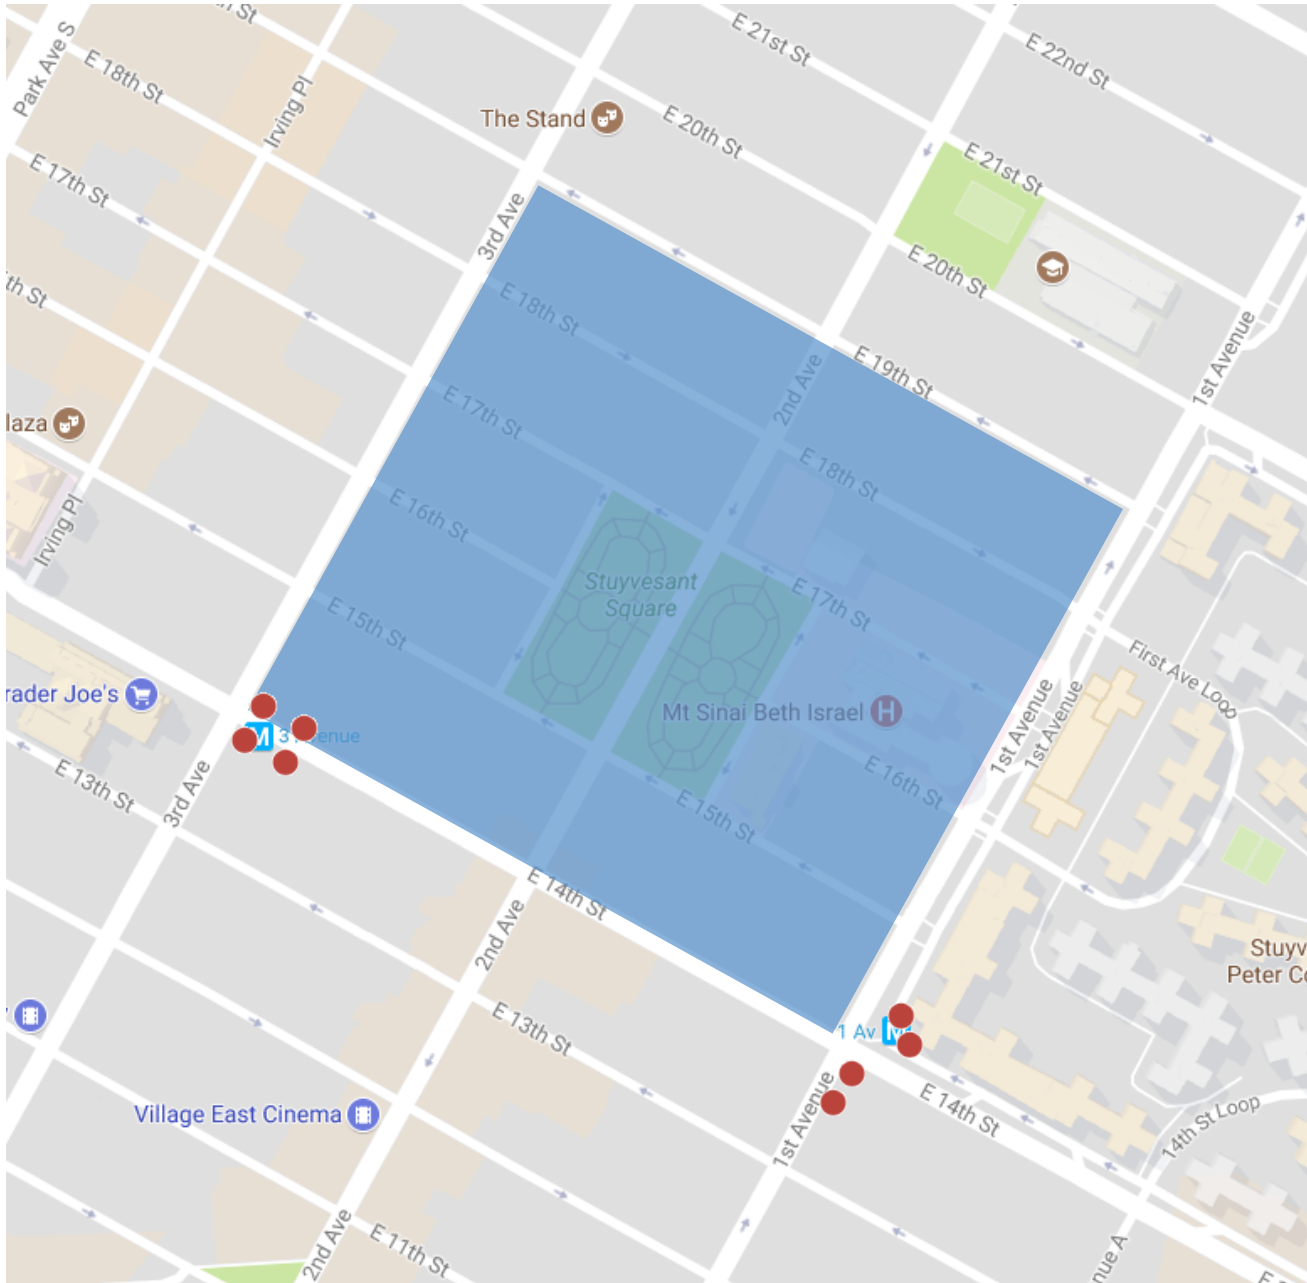 th St
Park Ave S
E 18th St
Irving Pl
E 21st St
E 22nd St
The Stand
E 20th St
E 17th St
E 21st St
3rd Ave
E 20th St
th St
E 18th St
1st Avenue
E 19th St
2nd Ave
E 17th St
laza
E 18th St
E 16th St
Irving Pl
Stuyvesant
Square
E 17th St
E 15th St
First Ave Loop
rader Joe's
Mt Sinai Beth Israel
H
1st Avenue
1st Avenue
M
3 Avenue
E 16th St
E 13th St
3rd Ave
E 15th St
E 14th St
2nd Ave
Stuyv
Peter Co
E 13th St
1 Av
M
Village East Cinema
1st Avenue
E 14th St
14th St Loop
2nd Ave
E 11th St
nue A